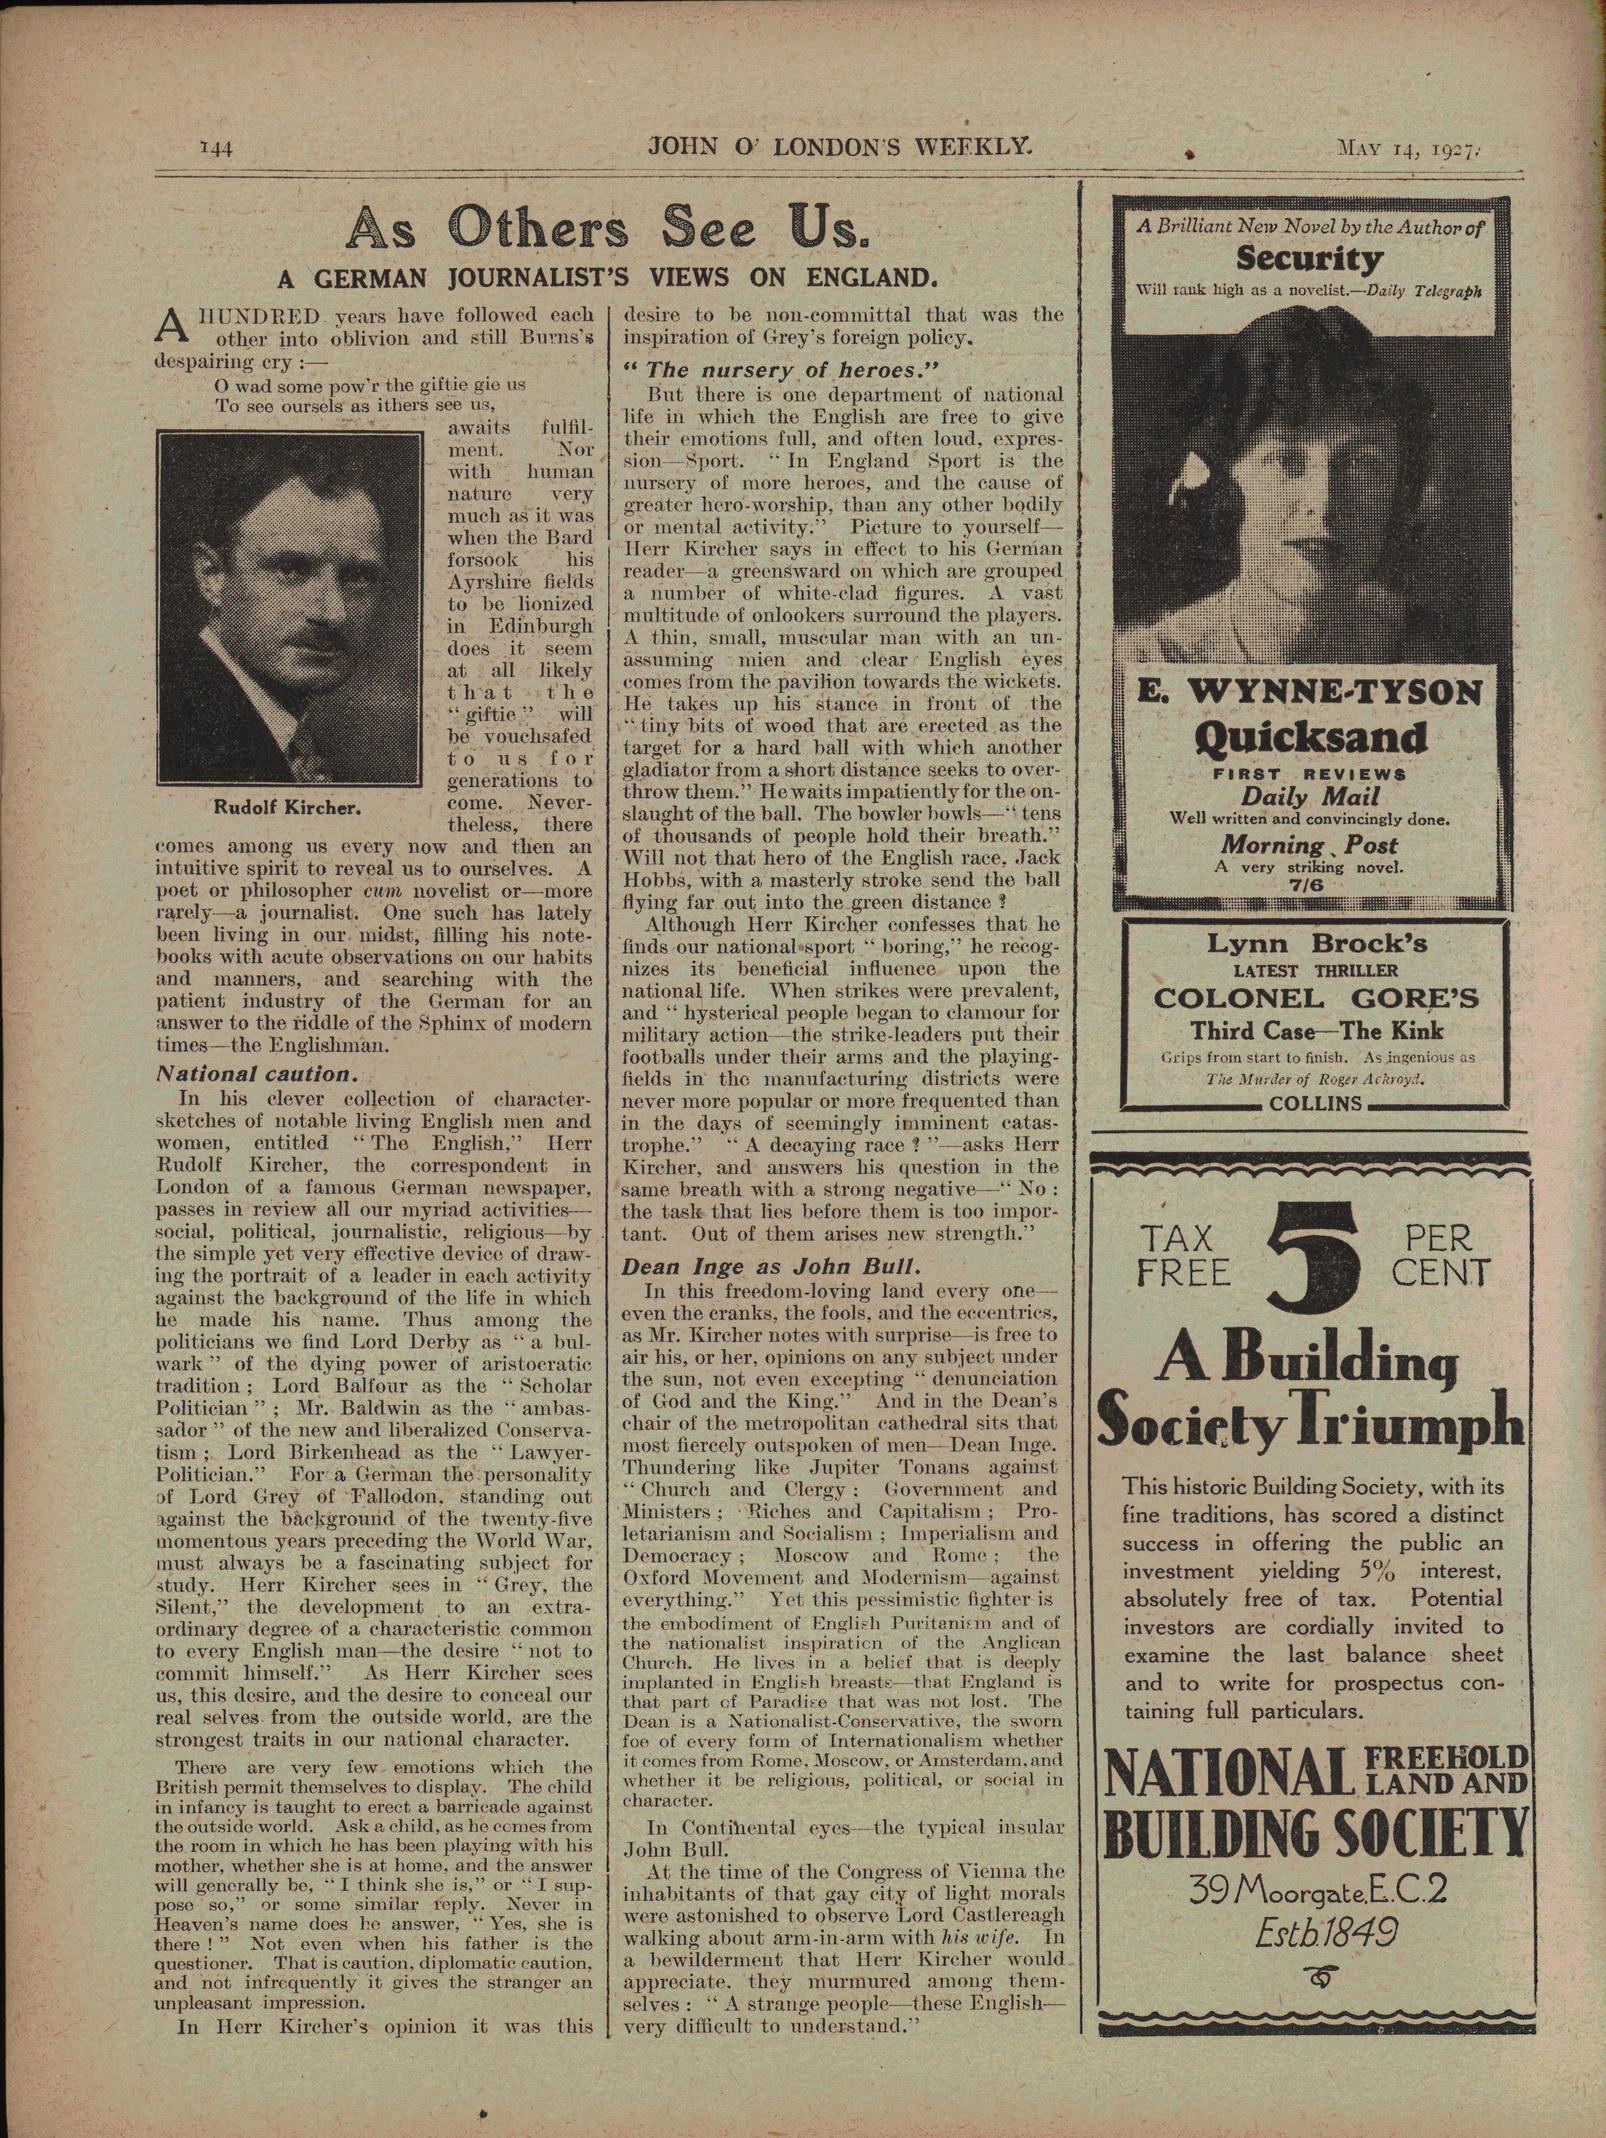 144
JOHN O' LONDON'S WEEKLY.
MAY 14, 1927.
As Others See Us.
A GERMAN JOURNALIST'S VIEWS ON ENGLAND.
A HUNDRED years have followed each
other into oblivion and still Burns's
despairing cry :—
O wad some pow'r the giftie gie us
To see oursels as ithers see us,
awaits fulfil-
ment. Nor
with human
nature very
much as it was
when the Bard
forsook his
Ayrshire fields
to be lionized
in Edinburgh
does it seem
at all likely
that the
“ giftie ” will
be vouchsafed
to us for
generations to
come. Never-
theless, there
Rudolf Kircher.
comes among us every now and then an
intuitive spirit to reveal us to ourselves. A
poet or philosopher cum novelist or—more
rarely—a journalist. One such has lately
been living in our midst, filling his note-
books with acute observations on our habits
and manners, and searching with the
patient industry of the German for an
answer to the riddle of the Sphinx of modern
times—the Englishman.
National caution.
In his clever collection of character-
sketches of notable living English men and
women, entitled “ The English,” Herr
Rudolf Kircher, the correspondent in
London of a famous German newspaper,
passes in review all our myriad activities—
social, political, journalistic, religious—by
the simple yet very effective device of draw-
ing the portrait of a leader in each activity
against the background of the life in which
he made his name. Thus among the
politicians we find Lord Derby as “ a bul-
wark ” of the dying power of aristocratic
tradition ; Lord Balfour as the “ Scholar
Politician ” ; Mr. Baldwin as the “ ambas-
sador ” of the new and liberalized Conserva-
tism ; Lord Birkenhead as the “ Lawyer-
Politician.” For a German the personality
of Lord Grey of Fallodon, standing out
against the background of the twenty-five
momentous years preceding the World War,
must always be a fascinating subject for
study. Herr Kircher sees in “ Grey, the
Silent,” the development to an extra-
ordinary degree of a characteristic common
to every English man—the desire “ not to
commit himself.” As Herr Kircher sees
us, this desire, and the desire to conceal our
real selves from the outside world, are the
strongest traits in our national character.
There are very few emotions which the
British permit themselves to display. The child
in infancy is taught to erect a barricade against
the outside world. Ask a child, as he comes from
the room in which he has been playing with his
mother, whether she is at home, and the answer
will generally be, “ I think she is,” or “ I sup-
pose so,” or some similar reply. Never in
Heaven's name does he answer, “ Yes, she is
there ! ” Not even when his father is the
questioner. That is caution, diplomatic caution,
and not infrequently it gives the stranger an
unpleasant impression.
In Herr Kircher's opinion it was this
desire to be non-committal that was the
inspiration of Grey's foreign policy.
“ The nursery of heroes.”
But there is one department of national
life in which the English are free to give
their emotions full, and often loud, expres-
sion—Sport. “ In England Sport is the
nursery of more heroes, and the cause of
greater hero-worship, than any other bodily
or mental activity.” Picture to yourself—
Herr Kircher says in effect to his German
reader—a greensward on which are grouped
a number of white-clad figures. A vast
multitude of onlookers surround the players.
A thin, small, muscular man with an un-
assuming mien and clear English eyes
comes from the pavilion towards the wickets.
He takes up his stance in front of the
“ tiny bits of wood that are erected as the
target for a hard ball with which another
gladiator from a short distance seeks to over-
throw them.” He waits impatiently for the on-
slaught of the ball. The bowler bowls—“ tens
of thousands of people hold their breath.”
Will not that hero of the English race, Jack
Hobbs, with a masterly stroke send the ball
flying far out into the green distance ?
Although Herr Kircher confesses that he
finds our national sport “ boring,” he recog-
nizes its beneficial influence upon the
national life. When strikes were prevalent,
and “ hysterical people began to clamour for
military action—the strike-leaders put their
footballs under their arms and the playing-
fields in the manufacturing districts were
never more popular or more frequented than
in the days of seemingly imminent catas-
trophe.” “ A decaying race ? ”—asks Herr
Kircher, and answers his question in the
same breath with a strong negative—“ No :
the task that lies before them is too impor-
tant. Out of them arises new strength.”
Dean Inge as John Bull.
In this freedom-loving land every one—
even the cranks, the fools, and the eccentrics,
as Mr. Kircher notes with surprise—is free to
air his, or her, opinions on any subject under
the sun, not even excepting “ denunciation
of God and the King.” And in the Dean's
chair of the metropolitan cathedral sits that
most fiercely outspoken of men—Dean Inge.
Thundering like Jupiter Tonans against
“ Church and Clergy ; Government and
Ministers ; Riches and Capitalism ; Pro-
letarianism and Socialism ; Imperialism and
Democracy ; Moscow and Rome ; the
Oxford Movement and Modernism—against
everything.” Yet this pessimistic fighter is
the embodiment of English Puritanism and of
the nationalist inspiration of the Anglican
Church. He lives in a belief that is deeply
implanted in English breasts—that England is
that part of Paradise that was not lost. The
Dean is a Nationalist-Conservative, the sworn
foe of every form of Internationalism whether
it comes from Rome, Moscow, or Amsterdam, and
whether it be religious, political, or social in
character.
In Continental eyes—the typical insular
John Bull.
At the time of the Congress of Vienna the
inhabitants of that gay city of light morals
were astonished to observe Lord Castlereagh
walking about arm-in-arm with his wife. In
a bewilderment that Herr Kircher would
appreciate, they murmured among them-
selves : “ A strange people—these English—
very difficult to understand.”
A Brilliant New Novel by the Author of
Security
Will rank high as a novelist.—Daily Telegraph
E. WYNNE-TYSON
Quicksand
FIRST REVIEWS
Daily Mail
Well written and convincingly done.
Morning Post
A very striking novel.
7/6
Lynn Brock's
LATEST THRILLER
COLONEL GORE'S
Third Case—The Kink
Grips from start to finish. As ingenious as
The Murder of Roger Ackroyd.
COLLINS
TAX FREE 5 PER CENT
A Building
Society Triumph
This historic Building Society, with its
fine traditions, has scored a distinct
success in offering the public an
investment yielding 5% interest,
absolutely free of tax. Potential
investors are cordially invited to
examine the last balance sheet
and to write for prospectus con-
taining full particulars.
NATIONAL FREEHOLD LAND AND
BUILDING SOCIETY
39 Moorgate, E.C.2
Estb. 1849